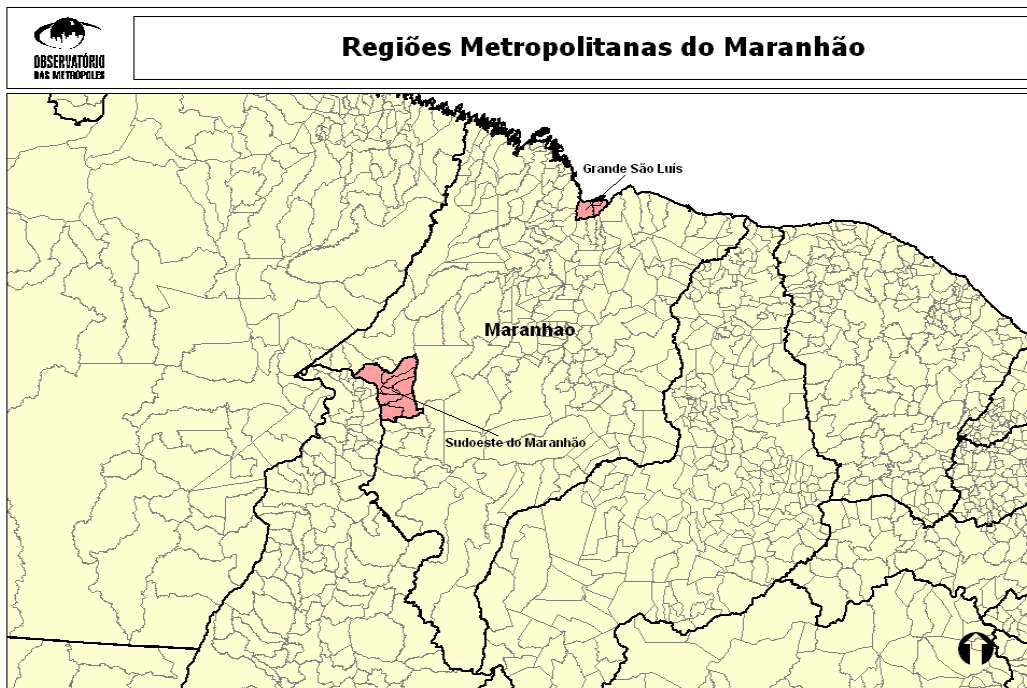 OBSERVATÓRIO
DAS METRÓPOLES
Regiões Metropolitanas do Maranhão
Grande São Luís
Maranhao
Sudoeste do Maranhão